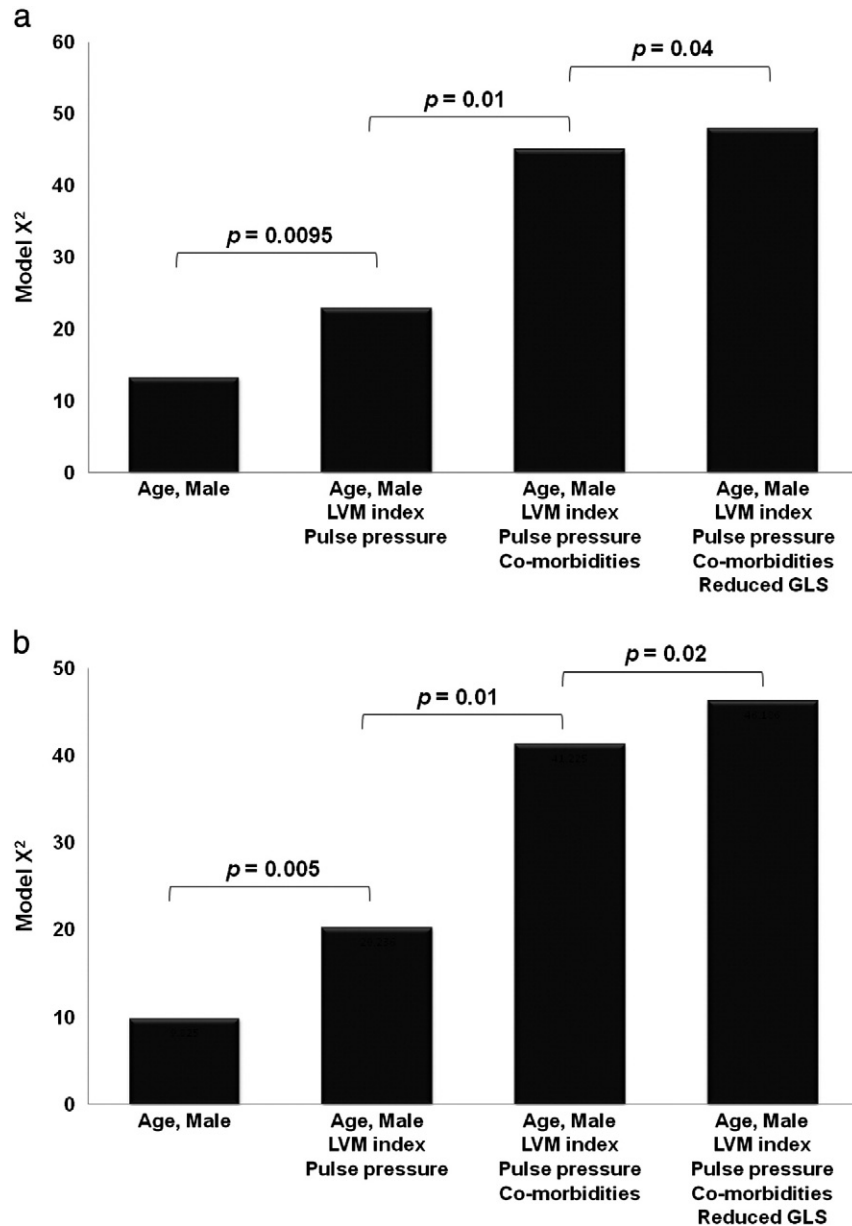 a
60
50
40
30
20
10
0
Model X²
p = 0.0095
p = 0.01
p = 0.04
Age, Male
Age, Male
LVM index
Pulse pressure
Age, Male
LVM index
Pulse pressure
Co-morbidities
Age, Male
LVM index
Pulse pressure
Co-morbidities
Reduced GLS
b
50
40
30
20
10
0
Model X²
p = 0.005
p = 0.01
p = 0.02
Age, Male
Age, Male
LVM index
Pulse pressure
Age, Male
LVM index
Pulse pressure
Co-morbidities
Age, Male
LVM index
Pulse pressure
Co-morbidities
Reduced GLS